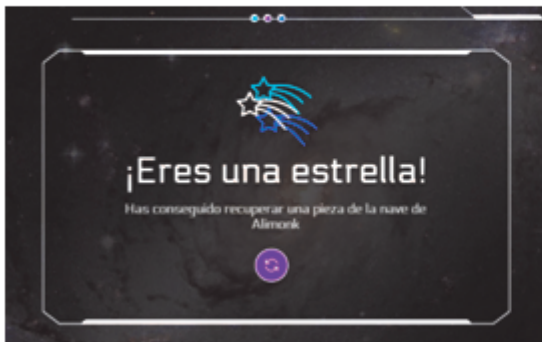 ¡Eres una estrella!
Has conseguido recuperar una pieza de la nave de
Alimonk